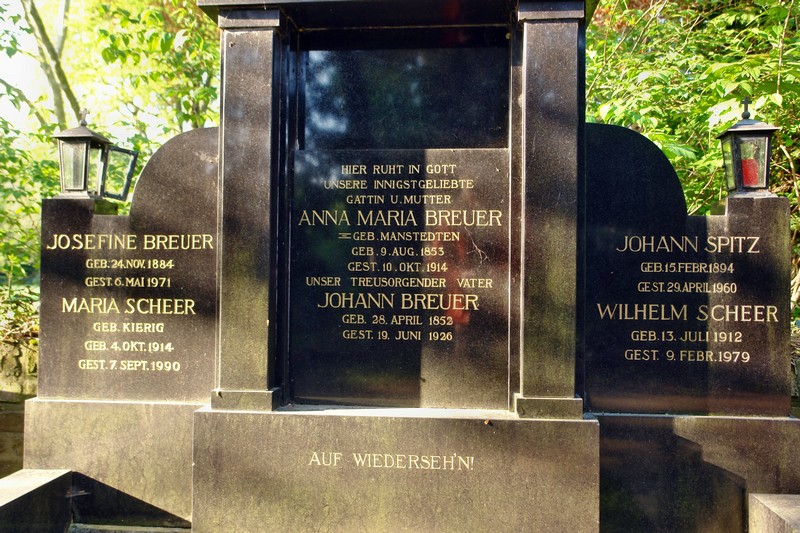 JOSEFINE BREUER
GEB. 24. NOV. 1884
GEST. 6. MAI 1971
MARIA SCHEER
GEB. KIERIG
GEB. 4. OKT. 1914
GEST. 7. SEPT. 1990
HIER RUHT IN GOTT
UNSERE INNIGSTGELIEBTE
GATTIN U. MUTTER
ANNA MARIA BREUER
GEB. MANSTEDTEN
GEB. 9. AUG. 1853
GEST. 10. OKT. 1914
UNSER TREUSORGENDER VATER
JOHANN BREUER
GEB. 28. APRIL 1852
GEST. 19. JUNI 1926
AUF WIEDERSEH'N!
JOHANN SPITZ
GEB. 15. FEBR. 1894
GEST. 29. APRIL 1960
WILHELM SCHEER
GEB. 13. JULI 1912
GEST. 9. FEBR. 1979